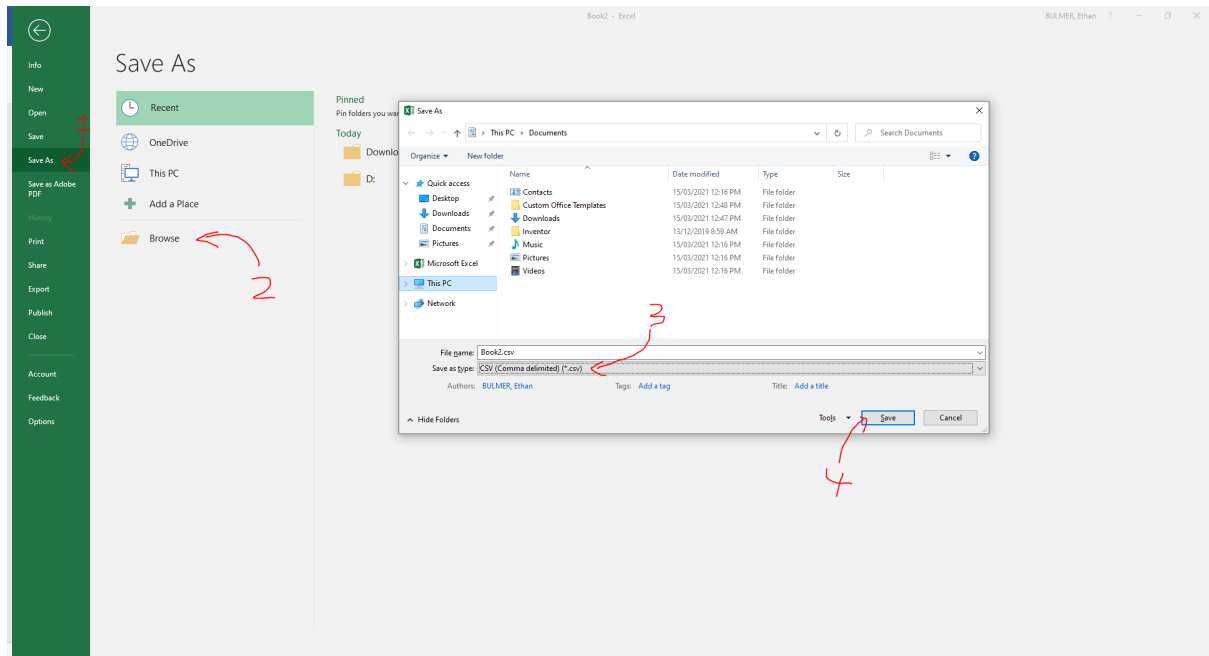 Book2 - Excel
BULMER, Ethan ?
Info
New
Open
Save
Save As
Save as Adobe
PDF
History
Print
Share
Export
Publish
Close
Account
Feedback
Options
1
Save As
Recent
OneDrive
This PC
Add a Place
Browse
2
Pinned
Pin folders you wa
Today
Downlo
D:
Save As
This PC > Documents
Search Documents
Organize
New folder
Quick access
Desktop
Downloads
Documents
Pictures
Microsoft Excel
This PC
Network
Name Date modified Type Size
Contacts 15/03/2021 12:16 PM File folder
Custom Office Templates 15/03/2021 12:48 PM File folder
Downloads 15/03/2021 12:47 PM File folder
Inventor 13/12/2019 8:59 AM File folder
Music 15/03/2021 12:16 PM File folder
Pictures 15/03/2021 12:16 PM File folder
Videos 15/03/2021 12:16 PM File folder
3
File name: Book2.csv
Save as type: CSV (Comma delimited) (*.csv)
Authors: BULMER, Ethan Tags: Add a tag Title: Add a title
Hide Folders Tools Save Cancel
4